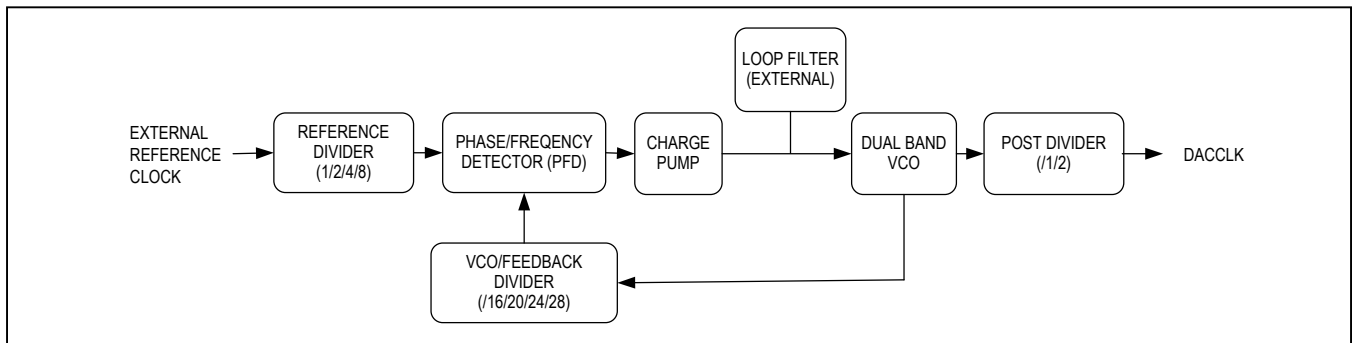 EXTERNAL
REFERENCE
CLOCK
REFERENCE
DIVIDER
(1/2/4/8)
PHASE/FREQENCY
DETECTOR (PFD)
CHARGE
PUMP
LOOP FILTER
(EXTERNAL)
DUAL BAND
VCO
POST DIVIDER
(/1/2)
DACCLK
VCO/FEEDBACK
DIVIDER
(/16/20/24/28)